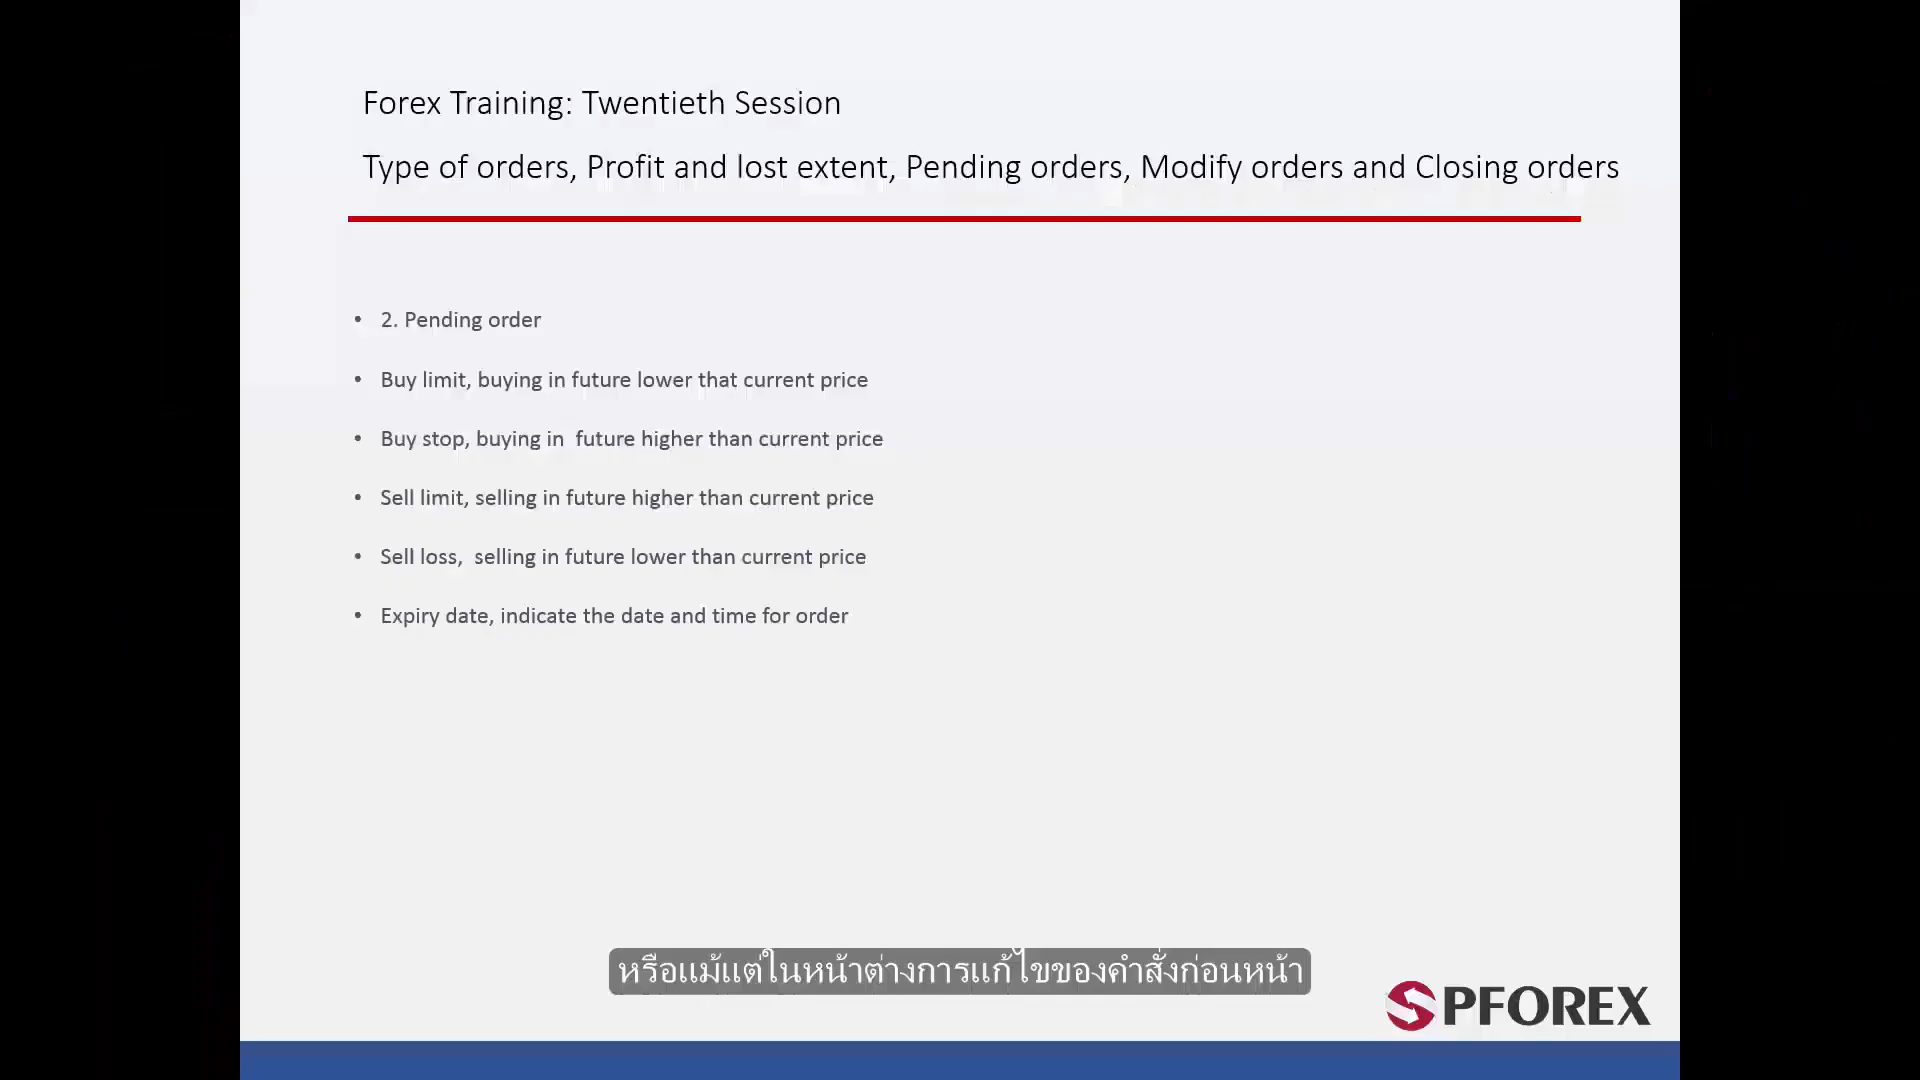 Forex Training: Twentieth Session
Type of orders, Profit and lost extent, Pending orders, Modify orders and Closing orders
• 2. Pending order
• Buy limit, buying in future lower that current price
• Buy stop, buying in  future higher than current price
• Sell limit, selling in future higher than current price
• Sell loss,  selling in future lower than current price
• Expiry date, indicate the date and time for order
หรือแม้แต่ในหน้าต่างการแก้ไขของคำสั่งก่อนหน้า
SPFOREX